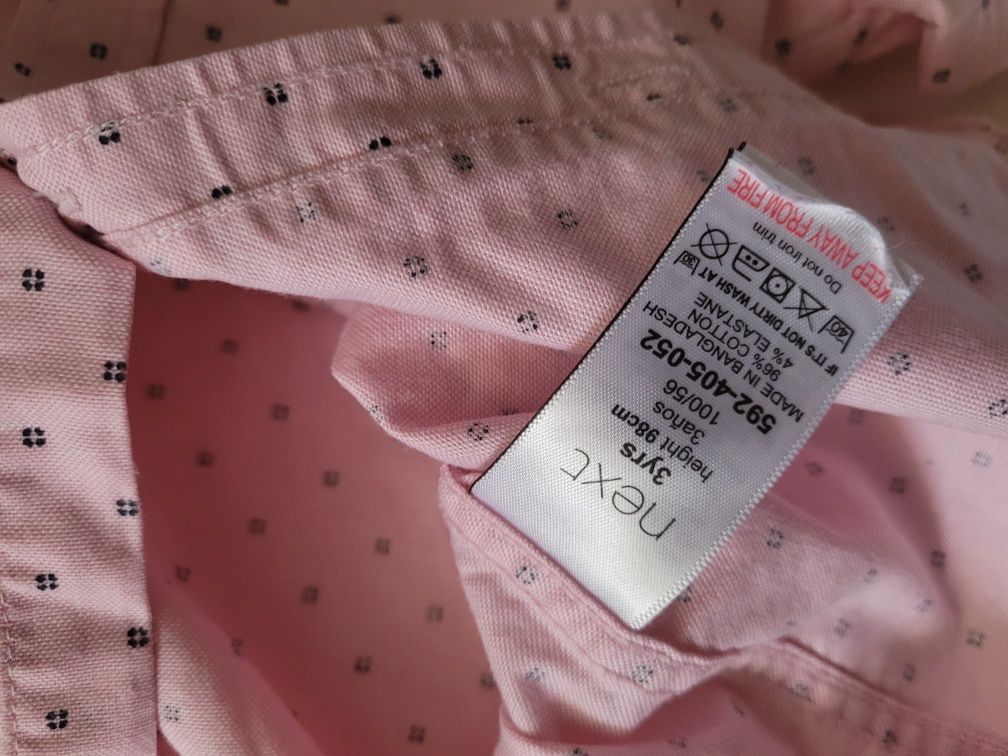 next
3yrs
height 98cm
3años
100/56
592-405-052
MADE IN BANGLADESH
96% COTTON
4% ELASTANE
IF IT'S NOT DIRTY WASH AT 30
40
Do not iron trim
KEEP AWAY FROM FIRE